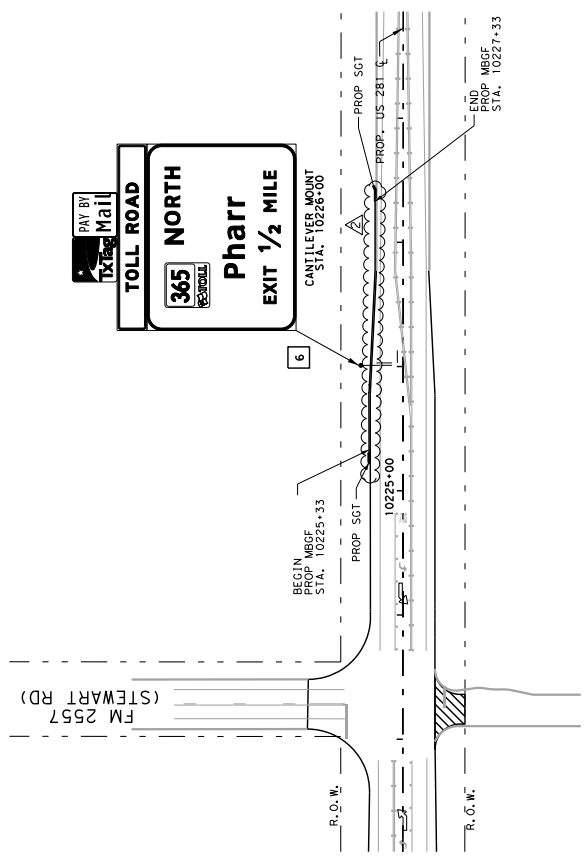 TxTag
PAY BY
Mail
TOLL ROAD
365
TOLL
NORTH
Pharr
EXIT 1/2 MILE
CANTILEVER MOUNT
STA. 10226+00
6
2
PROP SGT
PROP. US 281 ℄
END
PROP MBGF
STA. 10227+33
BEGIN
PROP MBGF
STA. 10225+33
PROP SGT
10225+00
FM 2557
(STEWART RD)
R.O.W.
R.O.W.